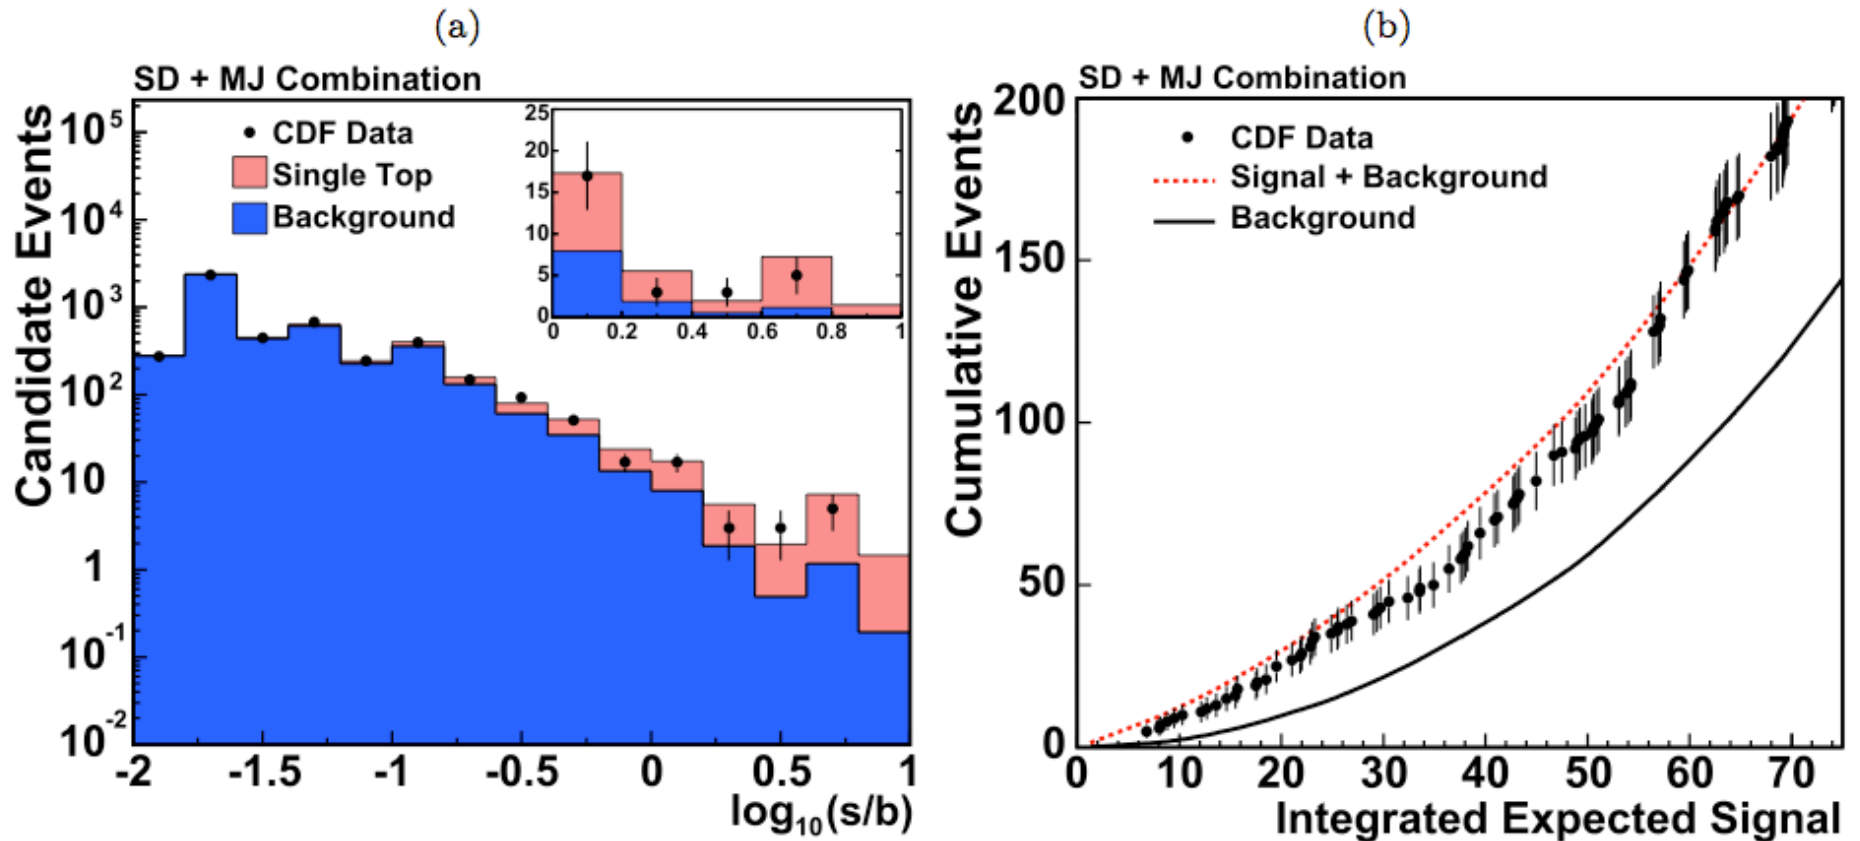 (a)
SD + MJ Combination
Candidate Events
10^5
10^4
10^3
10^2
10
1
10^-1
10^-2
CDF Data
Single Top
Background
25
20
15
10
5
0
0 0.2 0.4 0.6 0.8 1
-2 -1.5 -1 -0.5 0 0.5 1
log10(s/b)
(b)
SD + MJ Combination
Cumulative Events
200
150
100
50
0
CDF Data
Signal + Background
Background
0 10 20 30 40 50 60 70
Integrated Expected Signal